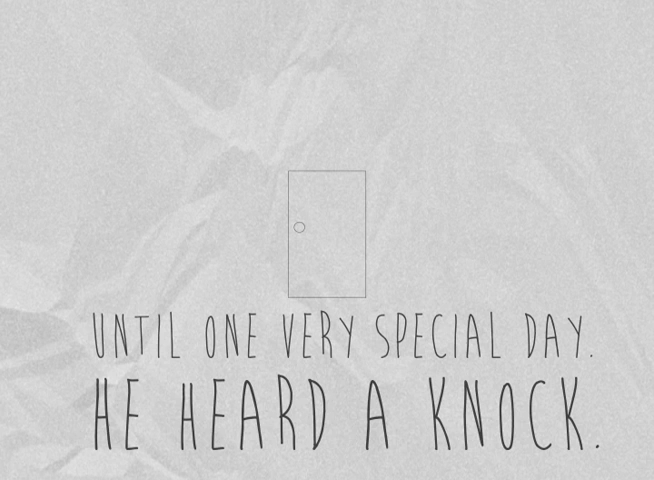 UNTIL ONE VERY SPECIAL DAY.
HE HEARD A KNOCK.